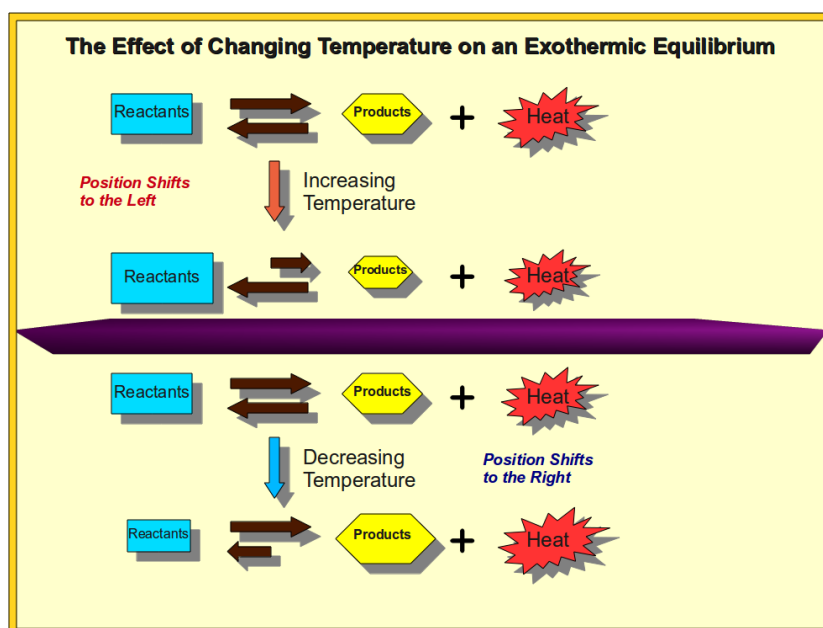 The Effect of Changing Temperature on an Exothermic Equilibrium
Reactants
Products
+
Heat
Position Shifts
to the Left
Increasing
Temperature
Reactants
Products
+
Heat
Reactants
Products
+
Heat
Decreasing
Temperature
Position Shifts
to the Right
Reactants
Products
+
Heat